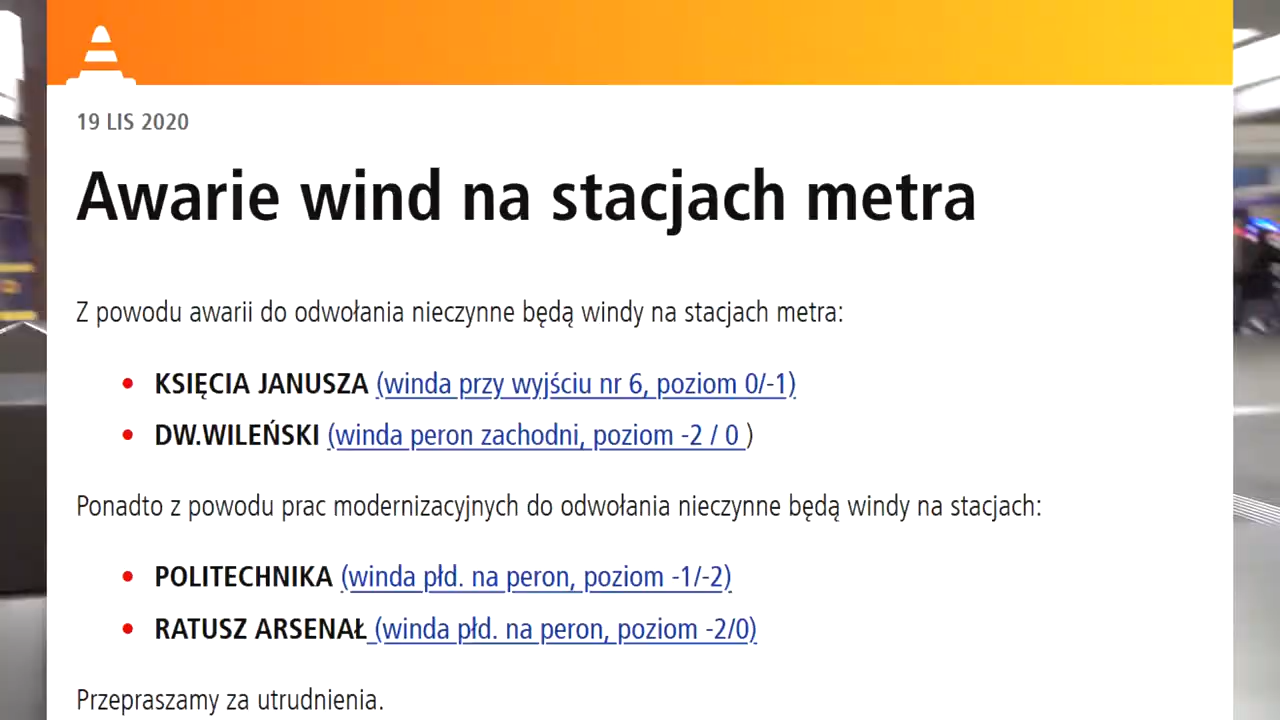 19 LIS 2020
Awarie wind na stacjach metra
Z powodu awarii do odwołania nieczynne będą windy na stacjach metra:
KSIĘCIA JANUSZA (winda przy wyjściu nr 6, poziom 0/-1)
DW.WILEŃSKI (winda peron zachodni, poziom -2 / 0 )
Ponadto z powodu prac modernizacyjnych do odwołania nieczynne będą windy na stacjach:
POLITECHNIKA (winda płd. na peron, poziom -1/-2)
RATUSZ ARSENAŁ (winda płd. na peron, poziom -2/0)
Przepraszamy za utrudnienia.